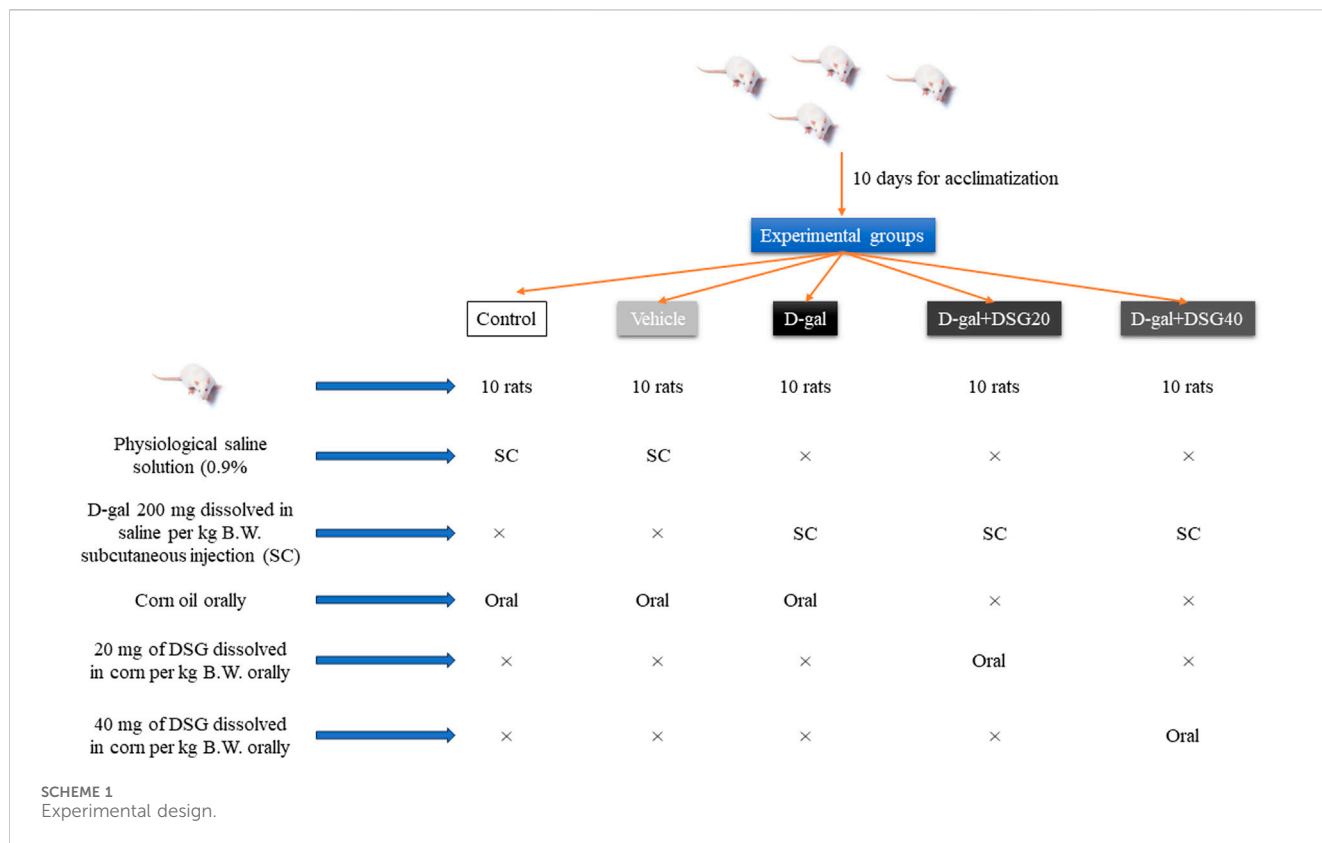 10 days for acclimatization
Experimental groups
Control Vehicle D-gal D-gal+DSG20 D-gal+DSG40
10 rats 10 rats 10 rats 10 rats 10 rats
Physiological saline
solution (0.9%
SC SC × × ×
D-gal 200 mg dissolved in
saline per kg B.W.
subcutaneous injection (SC)
× × SC SC SC
Corn oil orally Oral Oral Oral × ×
20 mg of DSG dissolved
in corn per kg B.W. orally
× × × Oral ×
40 mg of DSG dissolved
in corn per kg B.W. orally
× × × × Oral
SCHEME 1
Experimental design.